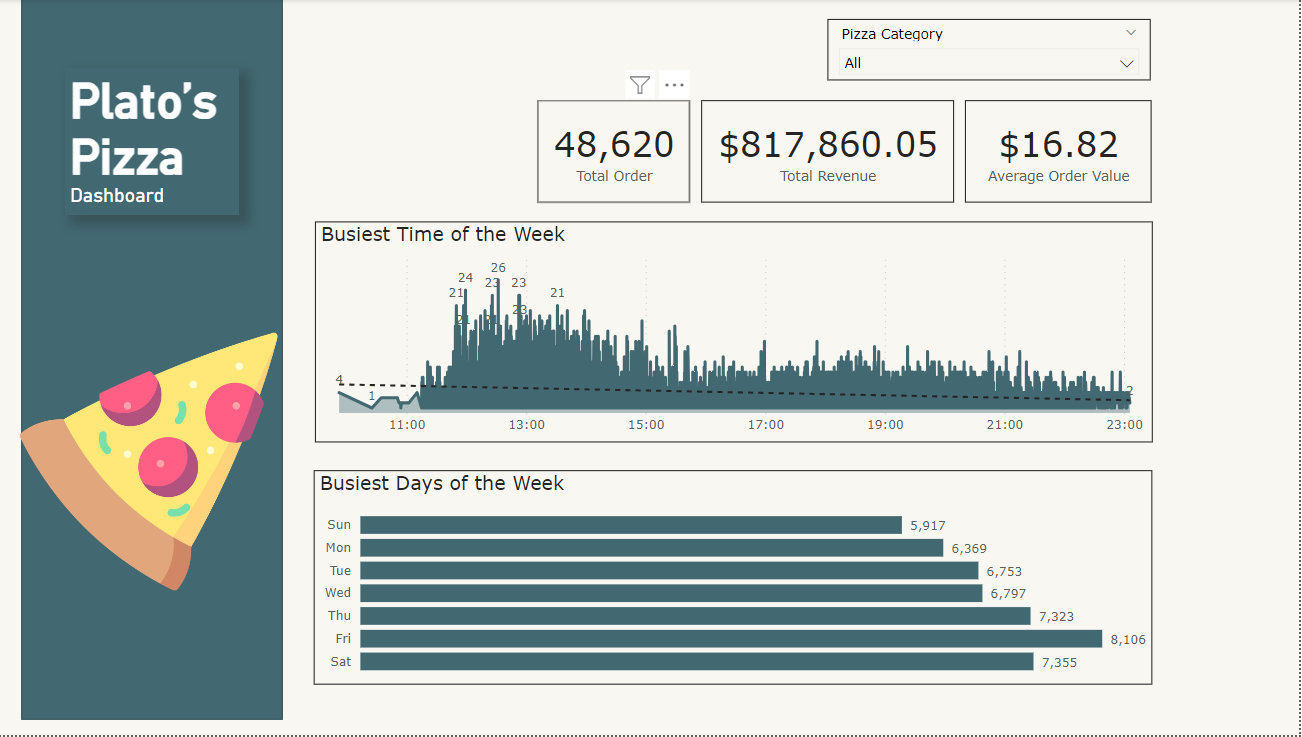 Plato's
Pizza
Dashboard
Pizza Category
All
48,620
Total Order
$817,860.05
Total Revenue
$16.82
Average Order Value
Busiest Time of the Week
26
24
23
23
21
21
23
21
4
1
2
11:00 13:00 15:00 17:00 19:00 21:00 23:00
Busiest Days of the Week
Sun 5,917
Mon 6,369
Tue 6,753
Wed 6,797
Thu 7,323
Fri 8,106
Sat 7,355